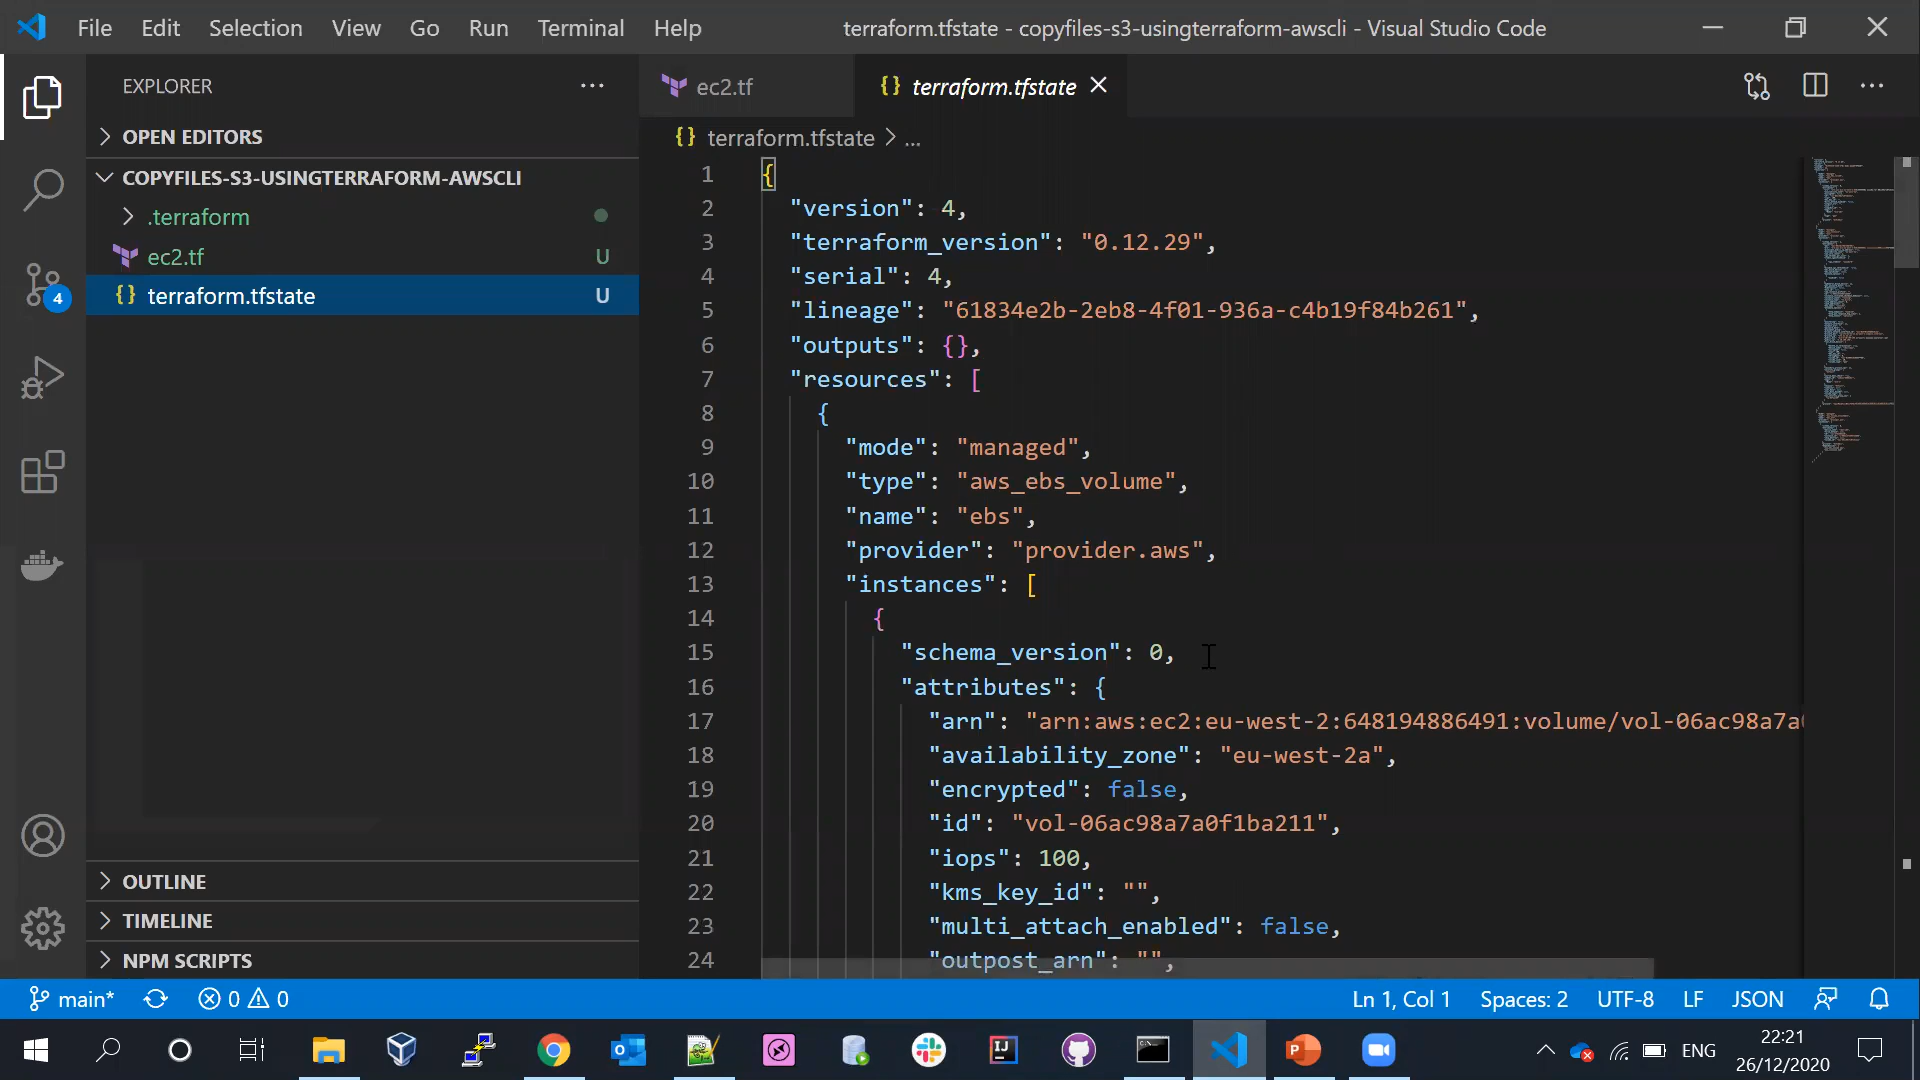 File Edit Selection View Go Run Terminal Help
terraform.tfstate - copyfiles-s3-usingterraform-awscli - Visual Studio Code
EXPLORER
OPEN EDITORS
COPYFILES-S3-USINGTERRAFORM-AWSCLI
.terraform
ec2.tf U
{} terraform.tfstate U
OUTLINE
TIMELINE
NPM SCRIPTS
4
ec2.tf
{} terraform.tfstate
{} terraform.tfstate > ...
1 {
2 "version": 4,
3 "terraform_version": "0.12.29",
4 "serial": 4,
5 "lineage": "61834e2b-2eb8-4f01-936a-c4b19f84b261",
6 "outputs": {},
7 "resources": [
8 {
9 "mode": "managed",
10 "type": "aws_ebs_volume",
11 "name": "ebs",
12 "provider": "provider.aws",
13 "instances": [
14 {
15 "schema_version": 0,
16 "attributes": {
17 "arn": "arn:aws:ec2:eu-west-2:648194886491:volume/vol-06ac98a7a
18 "availability_zone": "eu-west-2a",
19 "encrypted": false,
20 "id": "vol-06ac98a7a0f1ba211",
21 "iops": 100,
22 "kms_key_id": "",
23 "multi_attach_enabled": false,
24 "outpost_arn": "",
main* 0 0
Ln 1, Col 1 Spaces: 2 UTF-8 LF JSON
ENG
22:21
26/12/2020